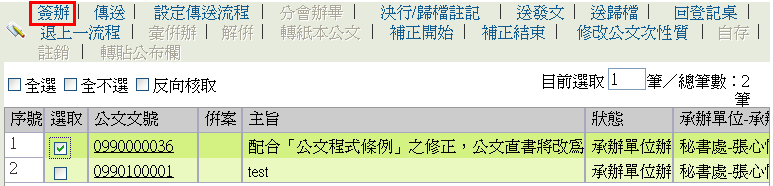 簽辦 | 傳送 | 設定傳送流程 | 分會辦畢 | 決行/歸檔註記 | 送發文 | 送歸檔 | 回登記桌 |
退上一流程 | 彙併辦 | 解併 | 轉紙本公文 | 補正開始 | 補正結束 | 修改公文次性質 | 自存 |
註銷 | 轉貼公布欄
全選 全不選 反向核取 目前選取 1 筆／總筆數：2
筆
序號 選取 公文文號 併案 主旨 狀態 承辦單位-承辦
1 0990000036 配合「公文程式條例」之修正，公文直書將改為 承辦單位辦 秘書處-張心
2 0990100001 test 承辦單位辦 秘書處-張心